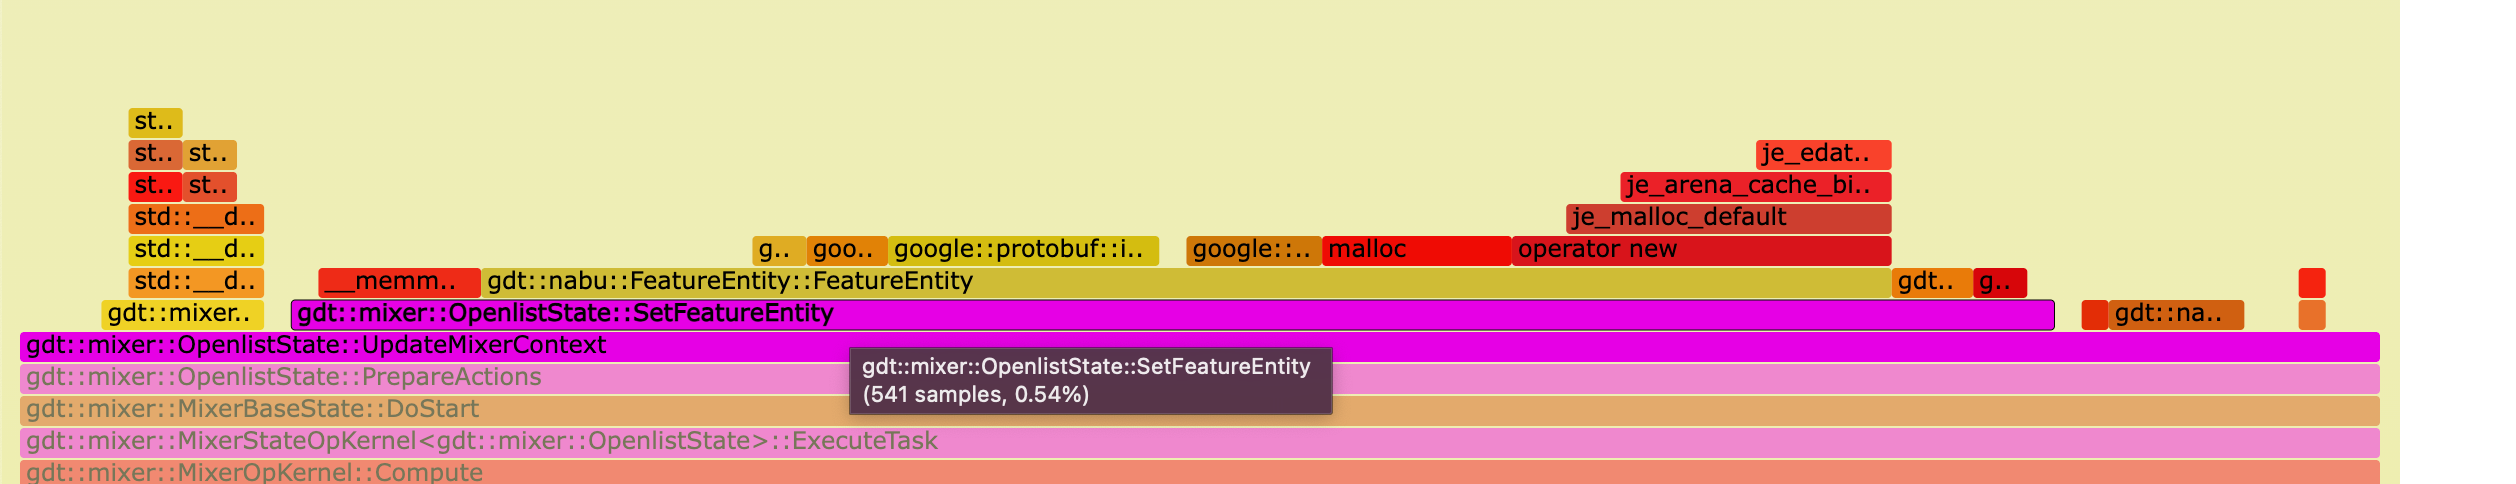 st..
st.. st..
st.. st..
je_edat..
je_arena_cache_bi..
std::__d..
je_malloc_default
std::__d..
g.. goo.. google::protobuf::i.. google::.. malloc operator new
std::__d.. __memm.. gdt::nabu::FeatureEntity::FeatureEntity gdt.. g..
gdt::mixer.. gdt::mixer::OpenlistState::SetFeatureEntity gdt::na..
gdt::mixer::OpenlistState::UpdateMixerContext
gdt::mixer::OpenlistState::SetFeatureEntity
(541 samples, 0.54%)
gdt::mixer::OpenlistState::PrepareActions
gdt::mixer::MixerBaseState::DoStart
gdt::mixer::MixerStateOpKernel<gdt::mixer::OpenlistState>::ExecuteTask
gdt::mixer::MixerOpKernel::Compute